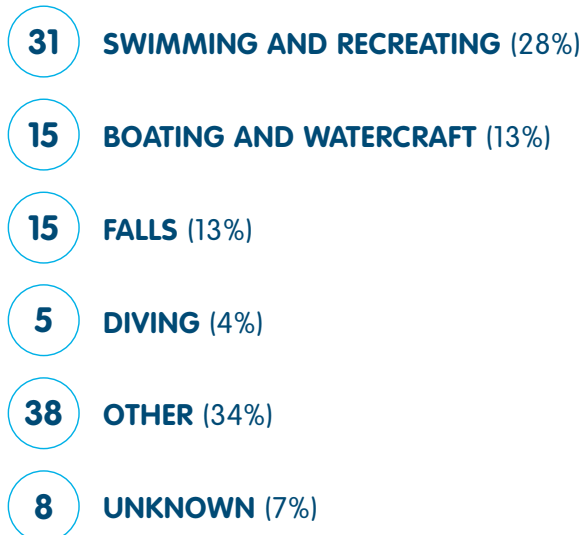 31 SWIMMING AND RECREATING (28%)
15 BOATING AND WATERCRAFT (13%)
15 FALLS (13%)
5 DIVING (4%)
38 OTHER (34%)
8 UNKNOWN (7%)